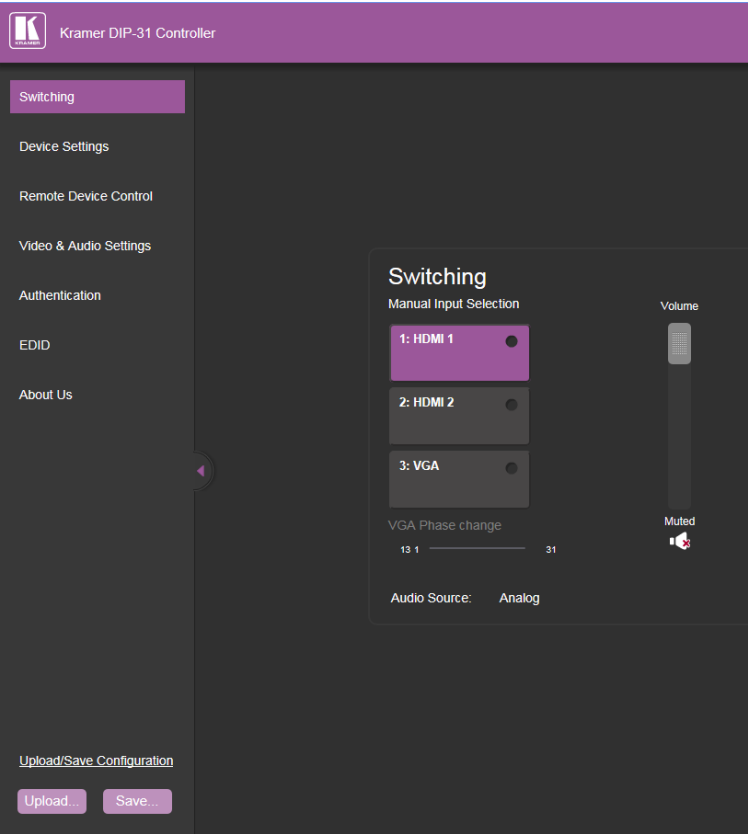 KRAMER
Kramer DIP-31 Controller
Switching
Device Settings
Remote Device Control
Video & Audio Settings
Authentication
EDID
About Us
Upload/Save Configuration
Upload...
Save...
Switching
Manual Input Selection
1: HDMI 1
2: HDMI 2
3: VGA
VGA Phase change
13 1 31
Audio Source: Analog
Volume
Muted